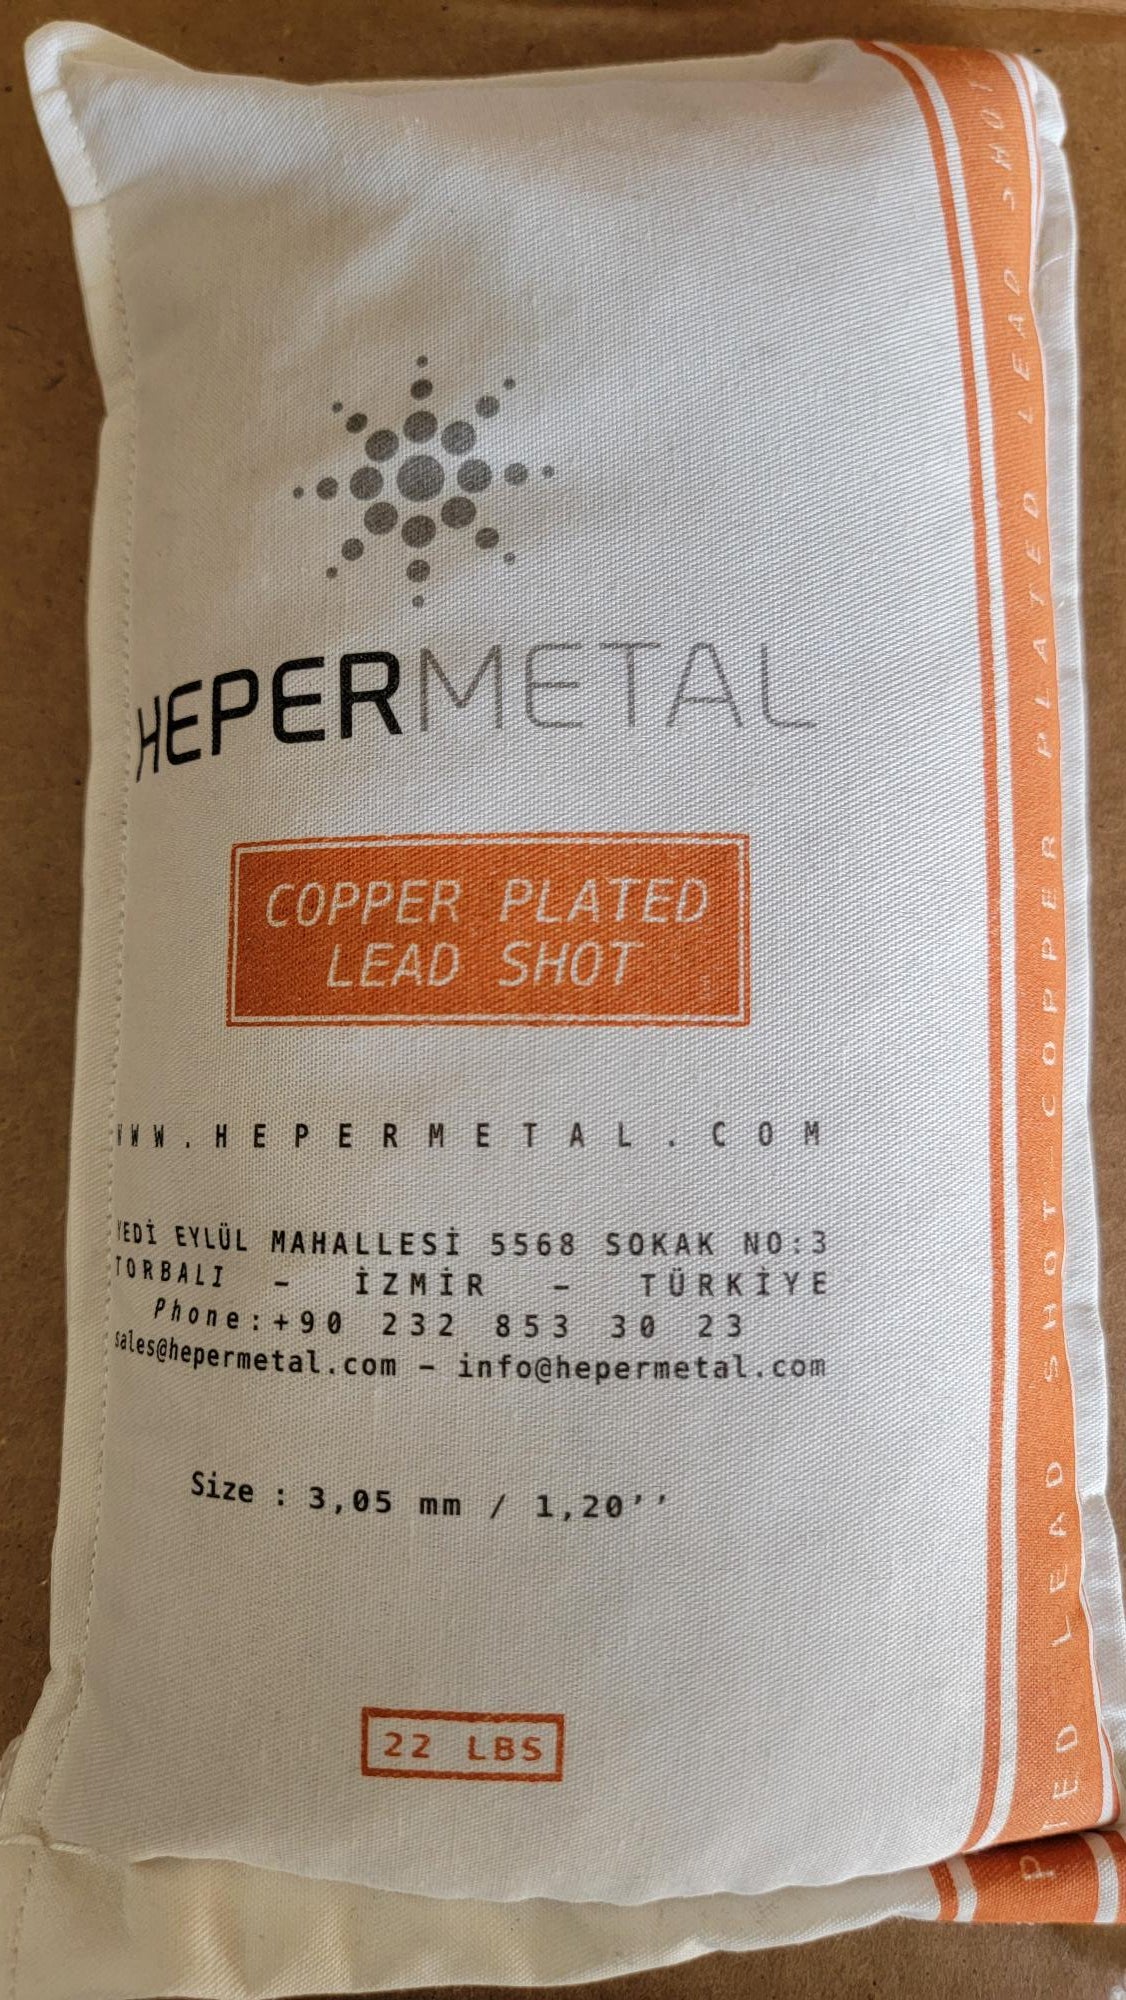 HEPERMETAL
COPPER PLATED
LEAD SHOT
WWW.HEPERMETAL.COM
YEDİ EYLÜL MAHALLESİ 5568 SOKAK NO:3
TORBALI - İZMİR - TÜRKİYE
Phone:+90 232 853 30 23
sales@hepermetal.com - info@hepermetal.com
Size : 3,05 mm / 1,20''
22 LBS
PLATED LEAD SHOT - COPPER PLATED LEAD SHOT